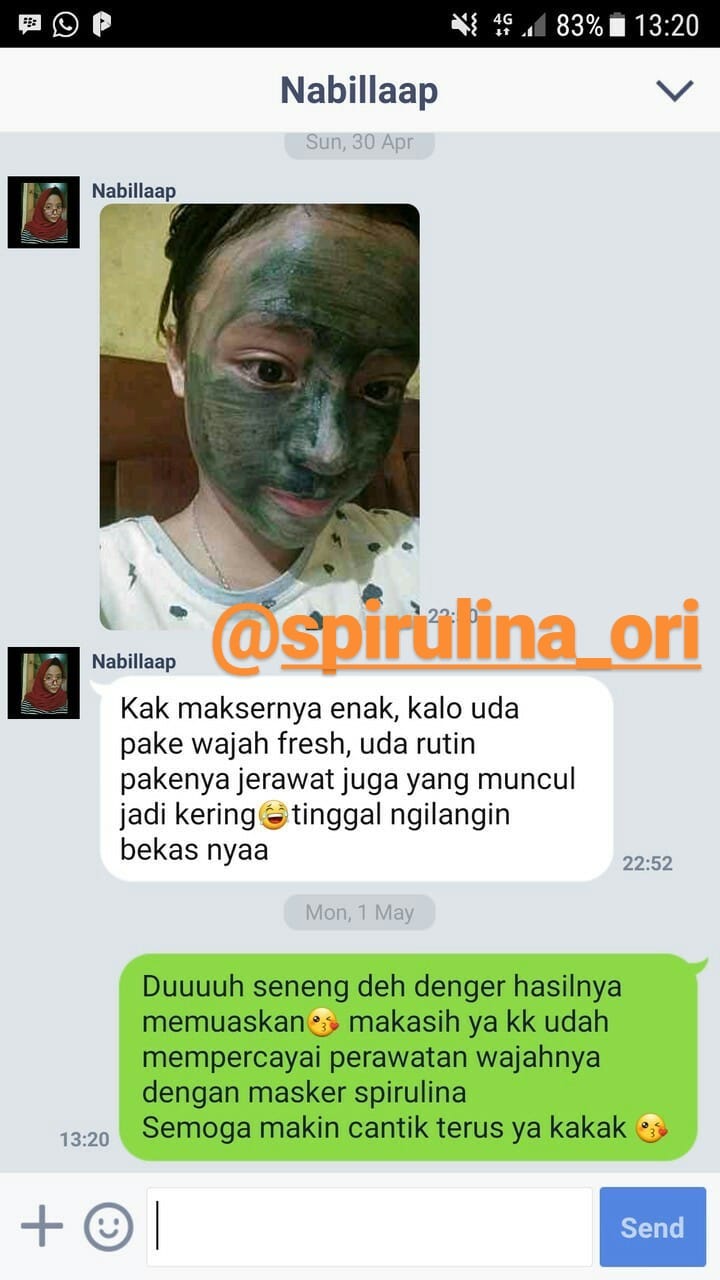 4G 83% 13:20
Nabillaap
Sun, 30 Apr
Nabillaap
@spirulina_ori
Nabillaap
Kak maksernya enak, kalo uda
pake wajah fresh, uda rutin
pakenya jerawat juga yang muncul
jadi kering😂tinggal ngilangin
bekas nyaa
22:52
Mon, 1 May
Duuuuh seneng deh denger hasilnya
memuaskan😘 makasih ya kk udah
mempercayai perawatan wajahnya
dengan masker spirulina
Semoga makin cantik terus ya kakak 😘
13:20
Send